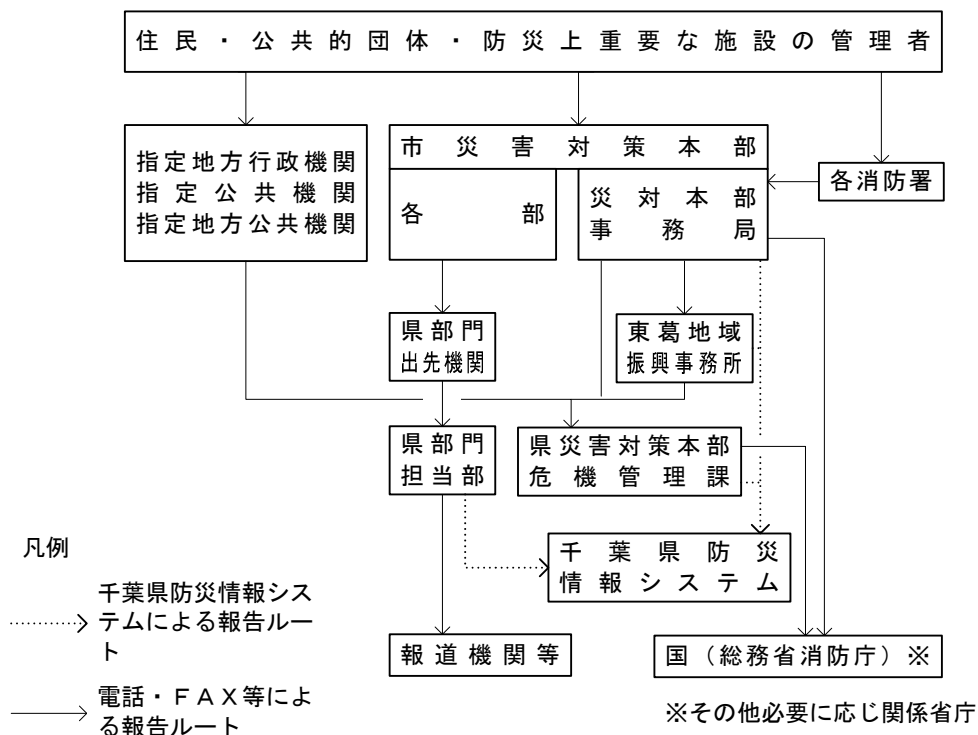 住民・公共的団体・防災上重要な施設の管理者
指定地方行政機関
指定公共機関
指定地方公共機関
市災害対策本部
各部
災対本部
事務局
各消防署
県部門
出先機関
東葛地域
振興事務所
県部門
担当部
県災害対策本部
危機管理課
千葉県防災
情報システム
報道機関等
国（総務省消防庁）※
※その他必要に応じ関係省庁
凡例
千葉県防災情報シス
テムによる報告ルー
ト
電話・ＦＡＸ等によ
る報告ルート